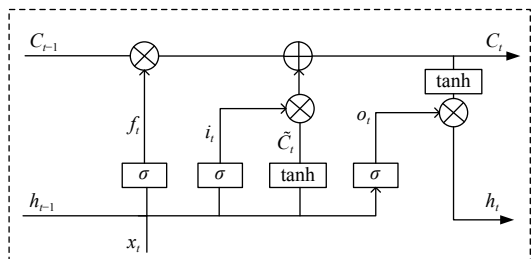 C_{t-1} C_t
tanh
f_t i_t C̃_t o_t
σ σ tanh σ
h_{t-1} h_t
x_t